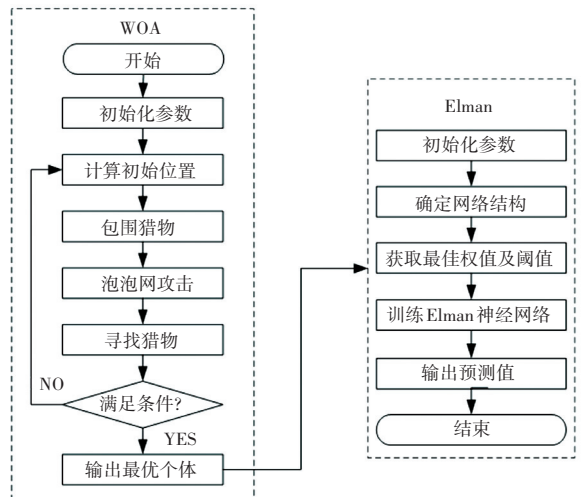 WOA
开始
初始化参数
计算初始位置
包围猎物
泡泡网攻击
寻找猎物
NO
满足条件?
YES
输出最优个体
Elman
初始化参数
确定网络结构
获取最佳权值及阈值
训练Elman神经网络
输出预测值
结束